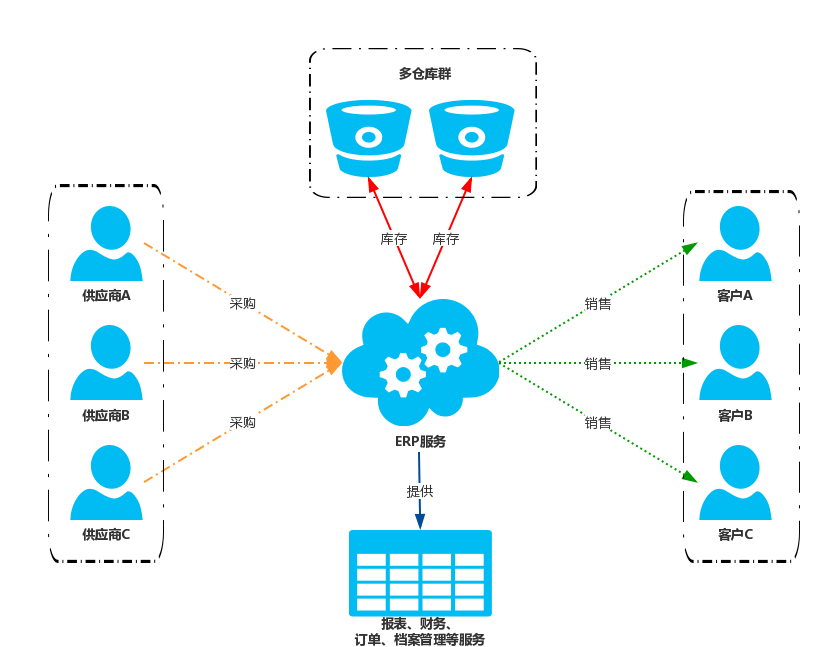 多仓库群
库存
库存
供应商A
采购
供应商B
采购
供应商C
采购
ERP服务
销售
客户A
销售
客户B
销售
客户C
提供
报表、财务、
订单、档案管理等服务